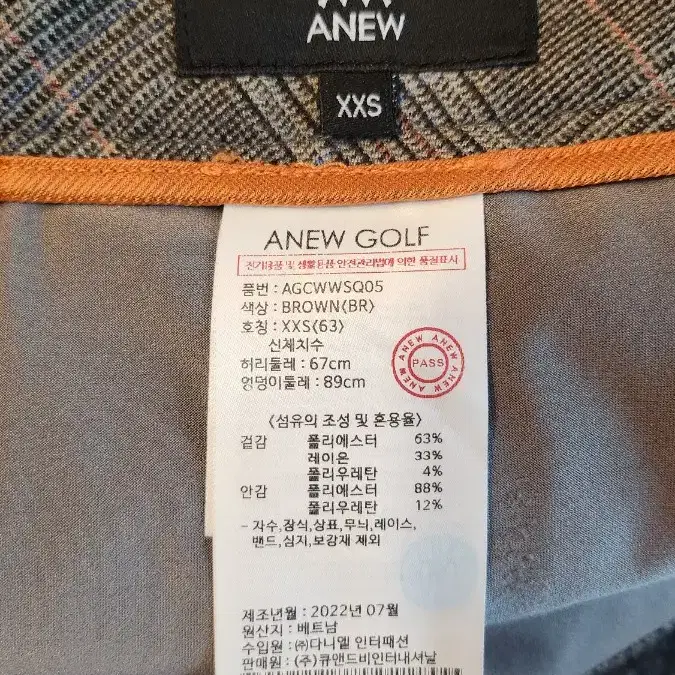 ANEW
XXS
ANEW GOLF
전기용품 및 생활용품 안전관리법에 의한 품질표시
품번 : AGCWWSQ05
색상 : BROWN(BR)
호칭 : XXS(63)
신체치수
허리둘레 : 67cm
엉덩이둘레 : 89cm
ANEW ANEW ANEW ANEW
PASS
〈섬유의 조성 및 혼용율〉
겉감 폴리에스터 63%
레이온 33%
폴리우레탄 4%
안감 폴리에스터 88%
폴리우레탄 12%
- 자수,장식,상표,무늬,레이스,
밴드,심지,보강재 제외
제조년월 : 2022년 07월
원산지 : 베트남
수입원 : ㈜다니엘 인터패션
판매원 : (주)큐앤드비인터내셔날